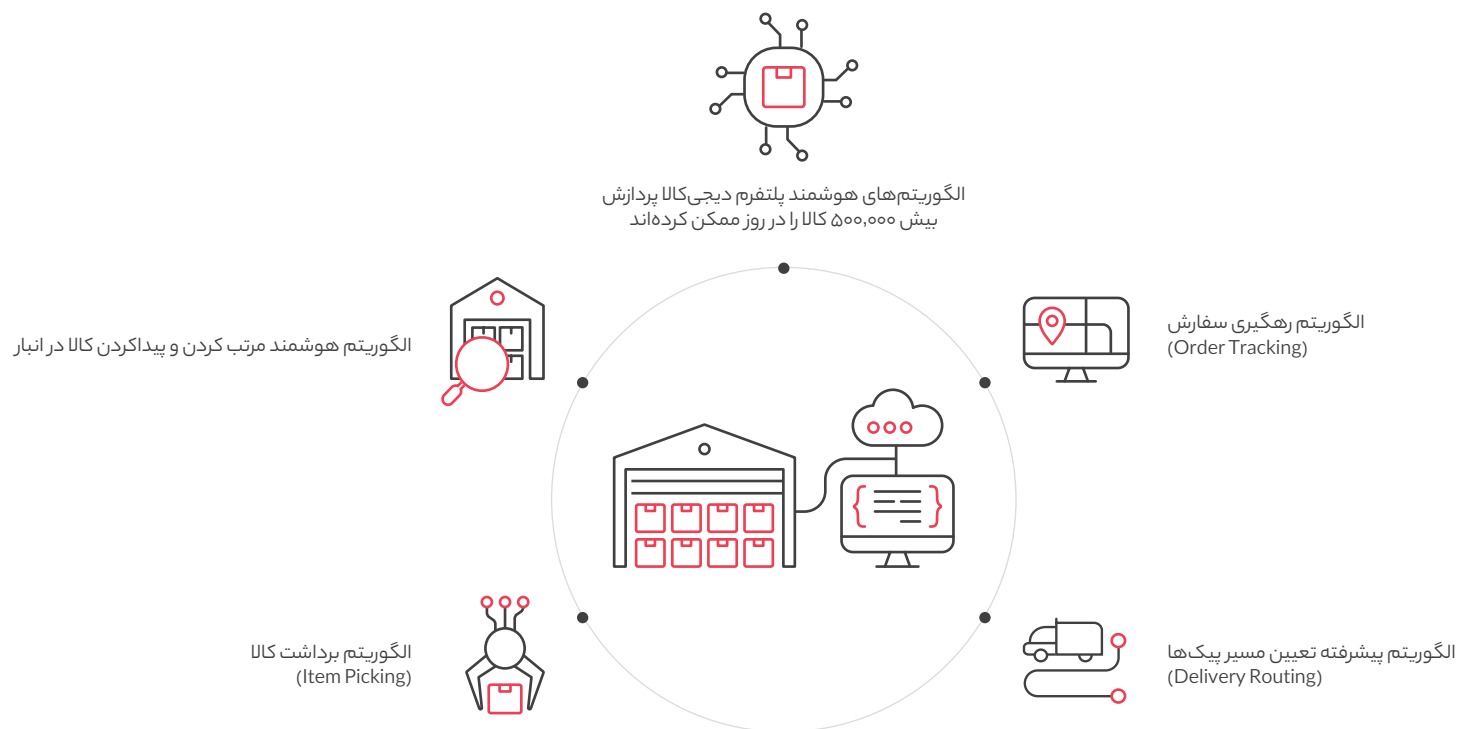 الگوریتم‌های هوشمند پلتفرم دیجی‌کالا پردازش
بیش ۵۰۰,۰۰۰ کالا را در روز ممکن کرده‌اند
الگوریتم رهگیری سفارش
(Order Tracking)
الگوریتم هوشمند مرتب کردن و پیداکردن کالا در انبار
الگوریتم پیشرفته تعیین مسیر پیک‌ها
(Delivery Routing)
الگوریتم برداشت کالا
(Item Picking)